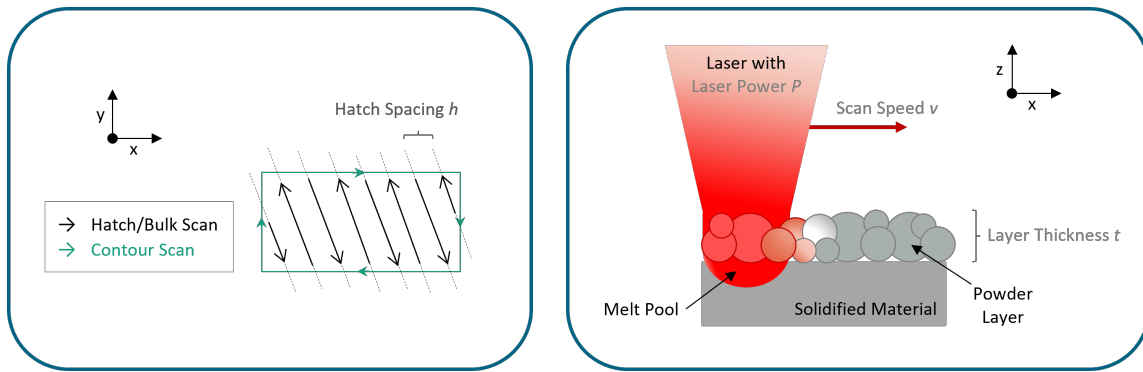 Hatch Spacing h
y
x
Hatch/Bulk Scan
Contour Scan
Laser with
Laser Power P
z
x
Scan Speed v
Layer Thickness t
Melt Pool
Solidified Material
Powder
Layer